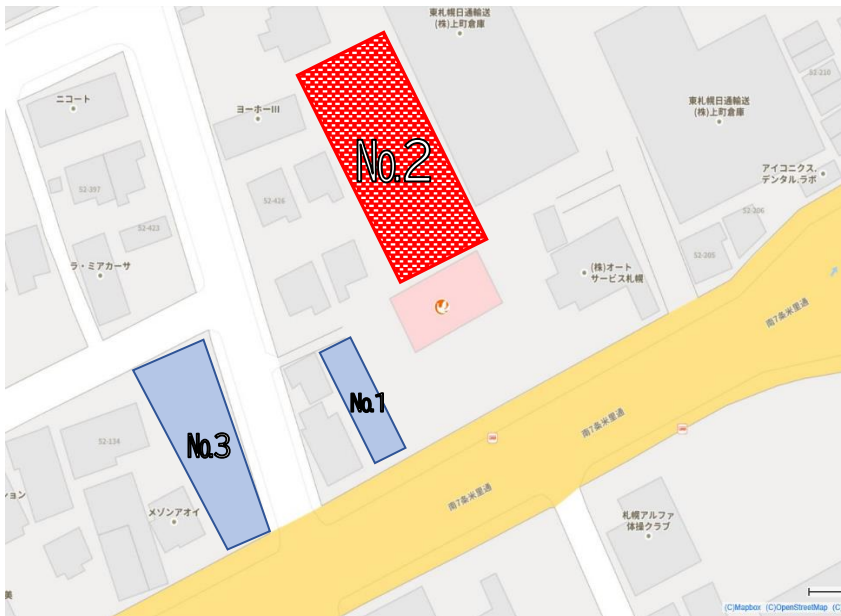 東札幌日通輸送
(株)上町倉庫
ニコート
ヨーホーIII
東札幌日通輸送
(株)上町倉庫
52-210
No.2
アイコニクス.
デンタル.ラボ
52-397
52-426
52-423
52-206
ラ・ミアカーサ
(株)オート
サービス札幌
52-205
南7条米里通
No.1
南7条米里通
52-134
No.3
南7条米里通
ション
メゾンアオイ
札幌アルファ
体操クラブ
美
(C)Mapbox (C)OpenStreetMap (C